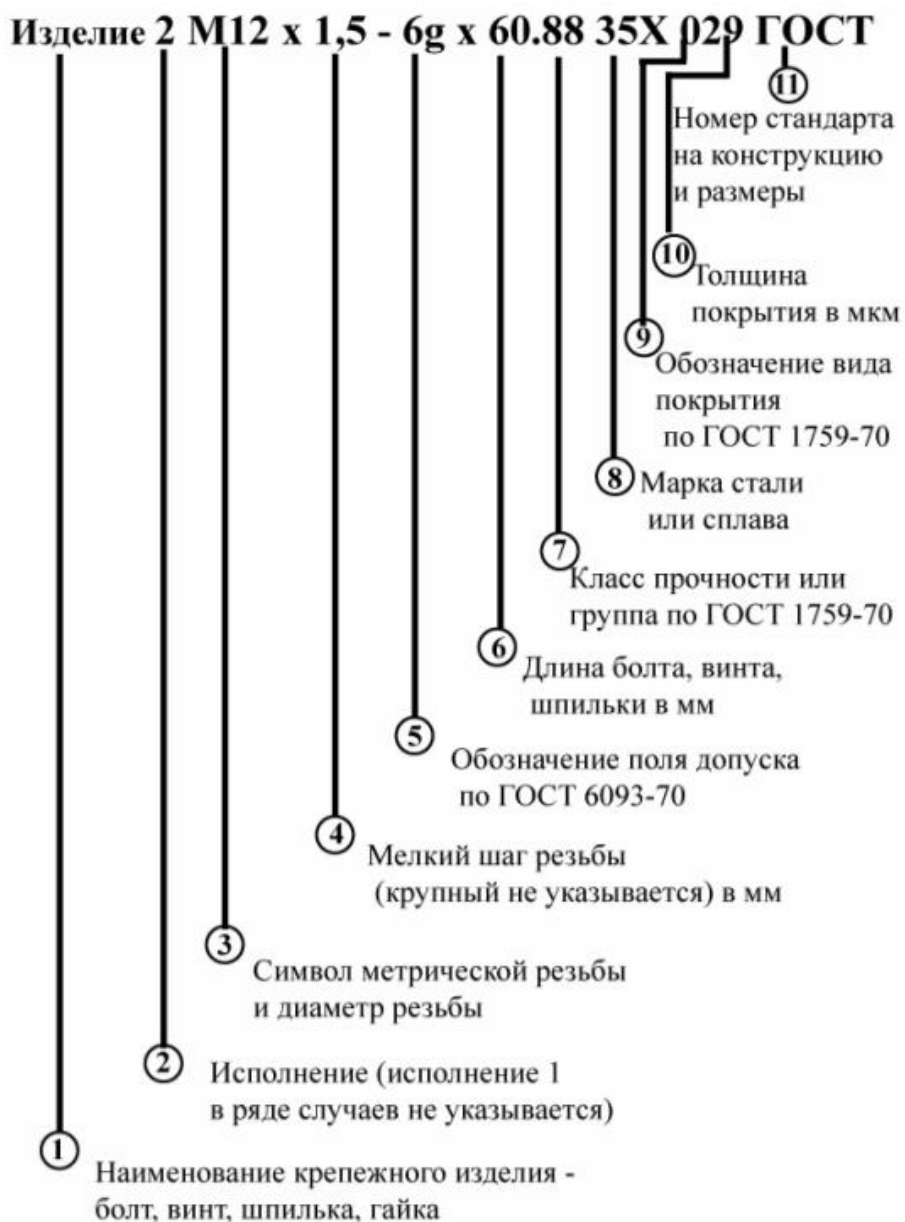 Изделие 2 М12 х 1,5 - 6g х 60.88 35Х 029 ГОСТ
11
Номер стандарта
на конструкцию
и размеры
10
Толщина
покрытия в мкм
9
Обозначение вида
покрытия
по ГОСТ 1759-70
8
Марка стали
или сплава
7
Класс прочности или
группа по ГОСТ 1759-70
6
Длина болта, винта,
шпильки в мм
5
Обозначение поля допуска
по ГОСТ 6093-70
4
Мелкий шаг резьбы
(крупный не указывается) в мм
3
Символ метрической резьбы
и диаметр резьбы
2
Исполнение (исполнение 1
в ряде случаев не указывается)
1
Наименование крепежного изделия -
болт, винт, шпилька, гайка